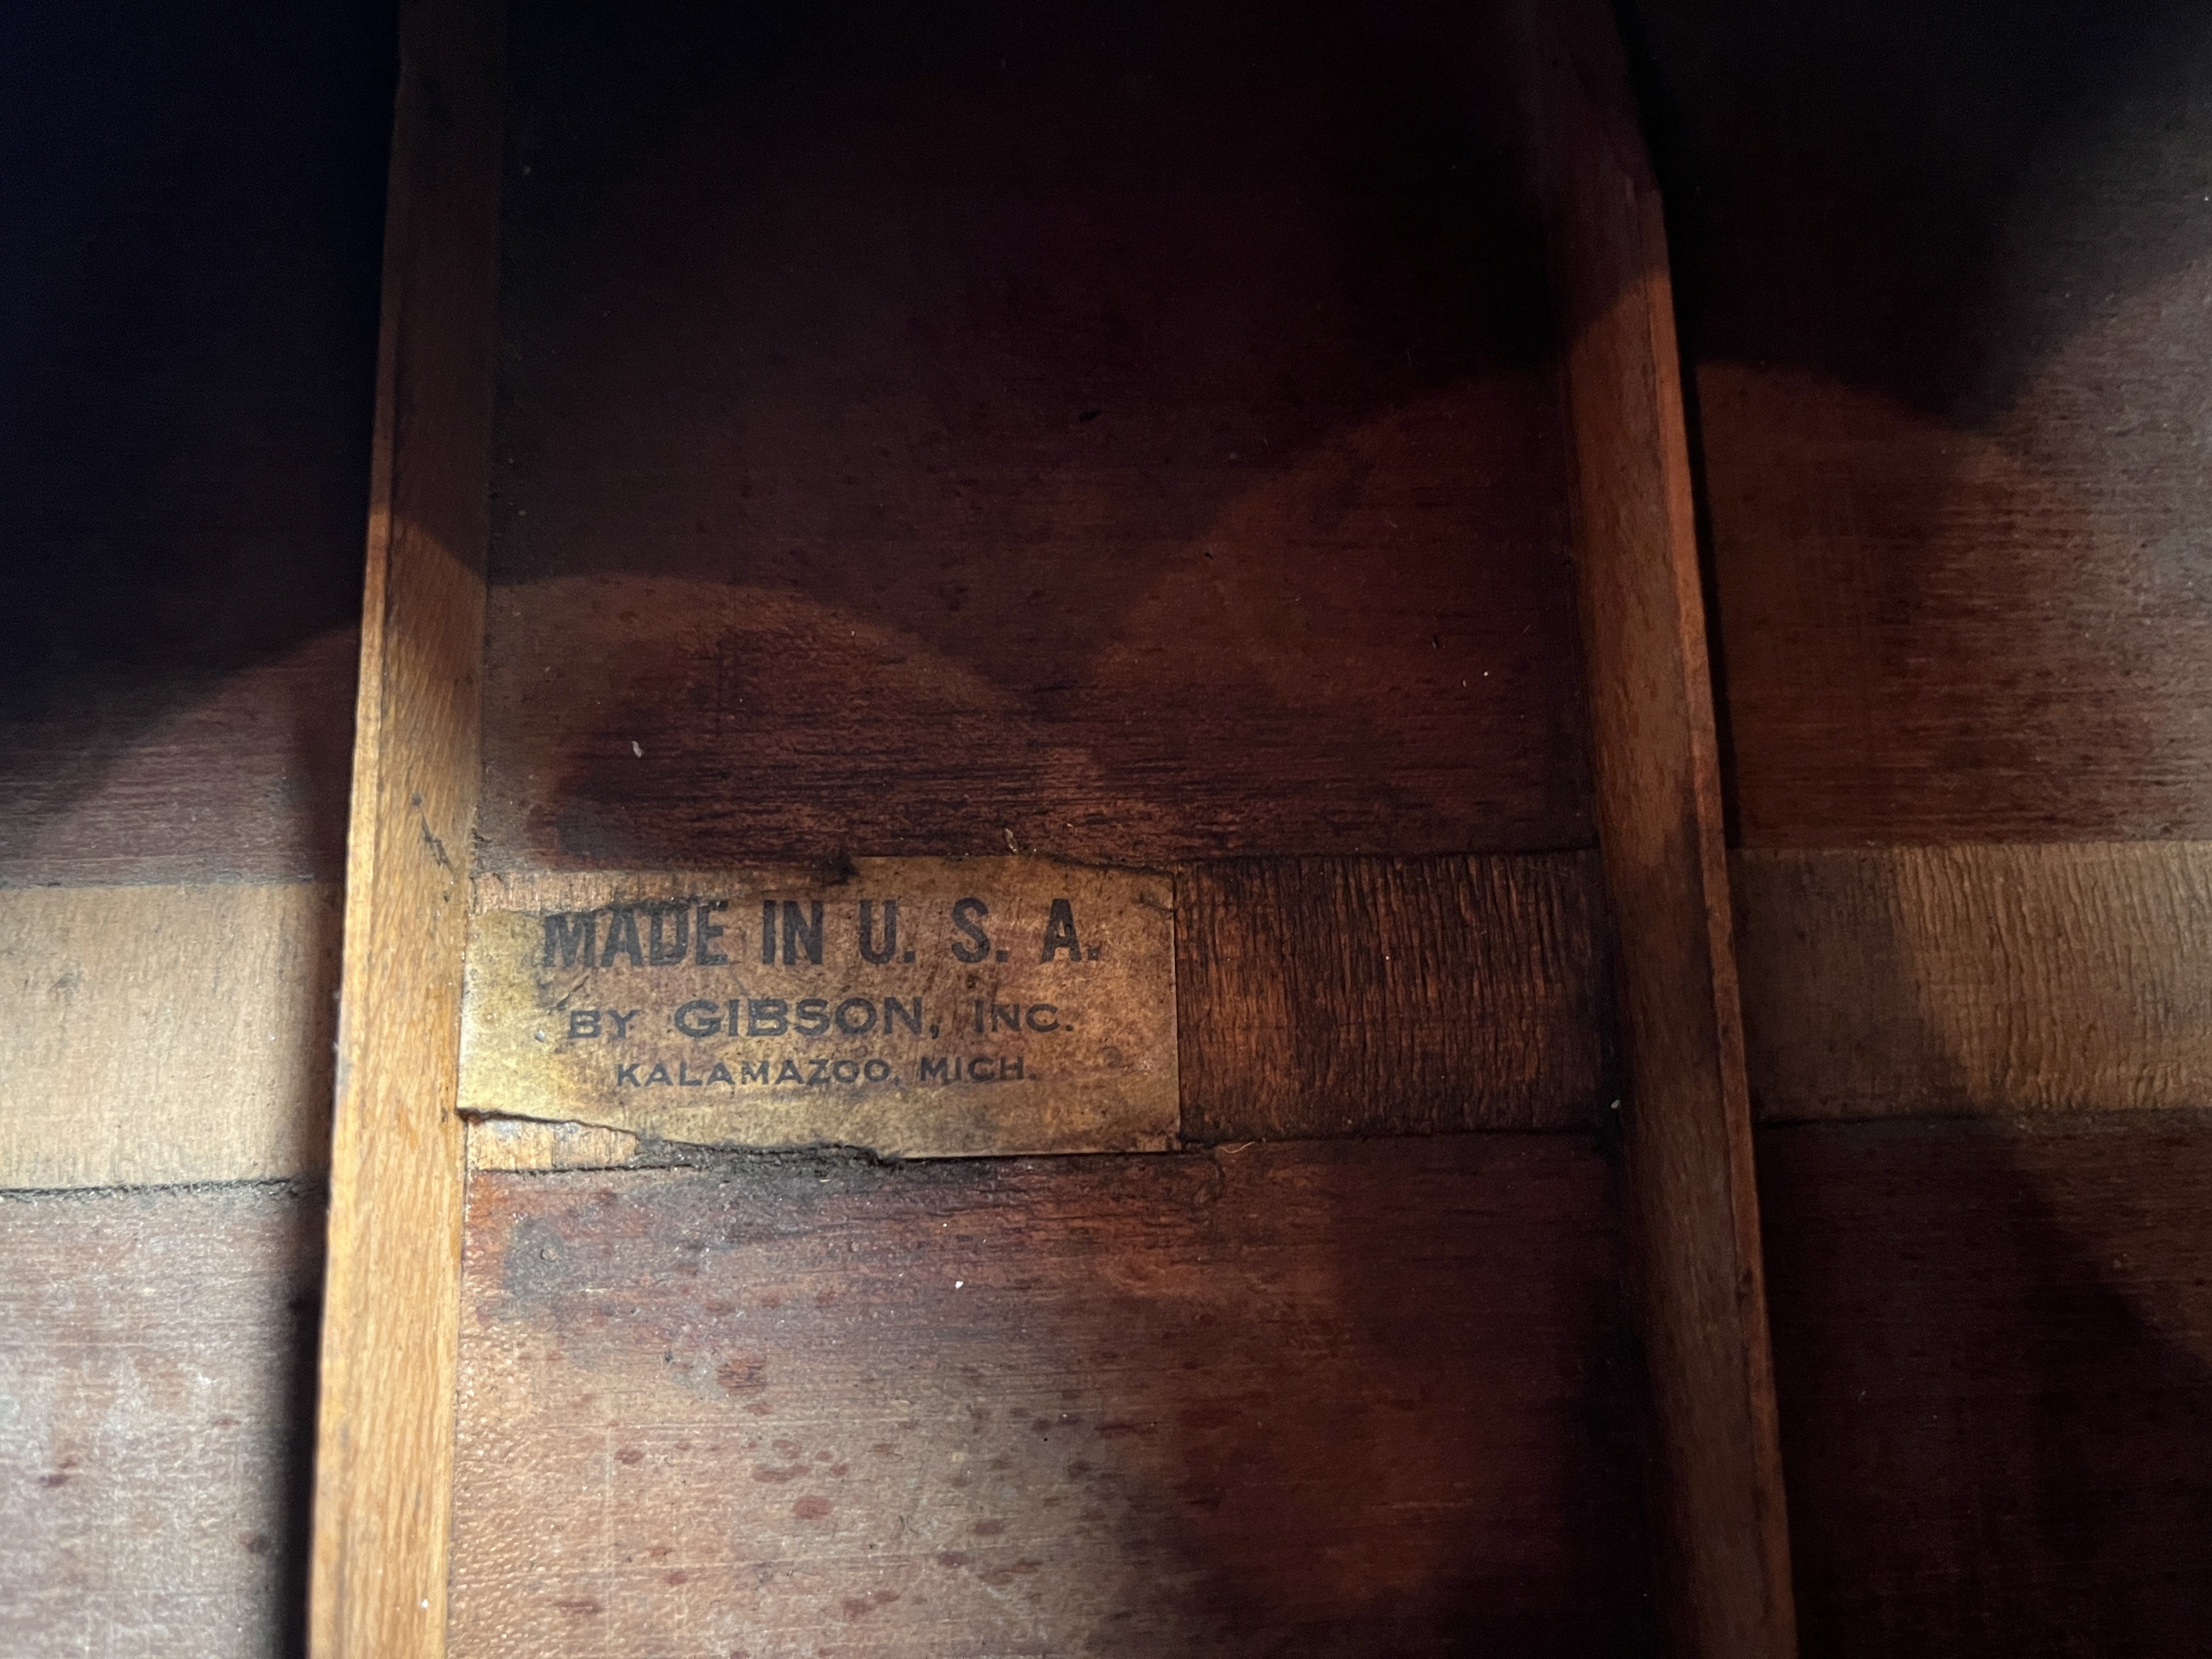 MADE IN U. S. A.
BY GIBSON, INC.
KALAMAZOO, MICH.